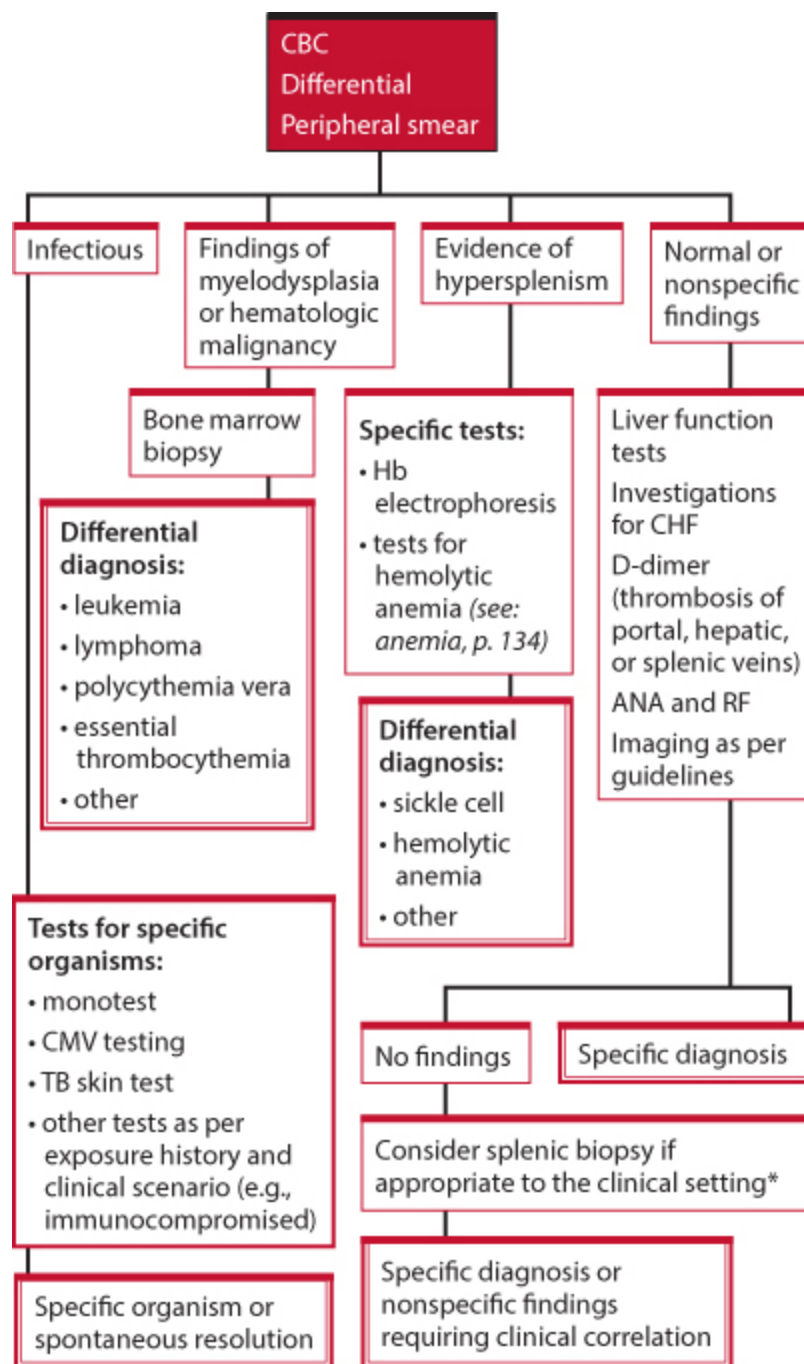 CBC
Differential
Peripheral smear
Infectious
Findings of
myelodysplasia
or hematologic
malignancy
Evidence of
hypersplenism
Normal or
nonspecific
findings
Bone marrow
biopsy
Differential
diagnosis:
• leukemia
• lymphoma
• polycythemia vera
• essential
thrombocythemia
• other
Specific tests:
• Hb
electrophoresis
• tests for
hemolytic
anemia (see:
anemia, p. 134)
Differential
diagnosis:
• sickle cell
• hemolytic
anemia
• other
Liver function
tests
Investigations
for CHF
D-dimer
(thrombosis of
portal, hepatic,
or splenic veins)
ANA and RF
Imaging as per
guidelines
Tests for specific
organisms:
• monotest
• CMV testing
• TB skin test
• other tests as per
exposure history and
clinical scenario (e.g.,
immunocompromised)
Specific organism or
spontaneous resolution
No findings
Specific diagnosis
Consider splenic biopsy if
appropriate to the clinical setting*
Specific diagnosis or
nonspecific findings
requiring clinical correlation